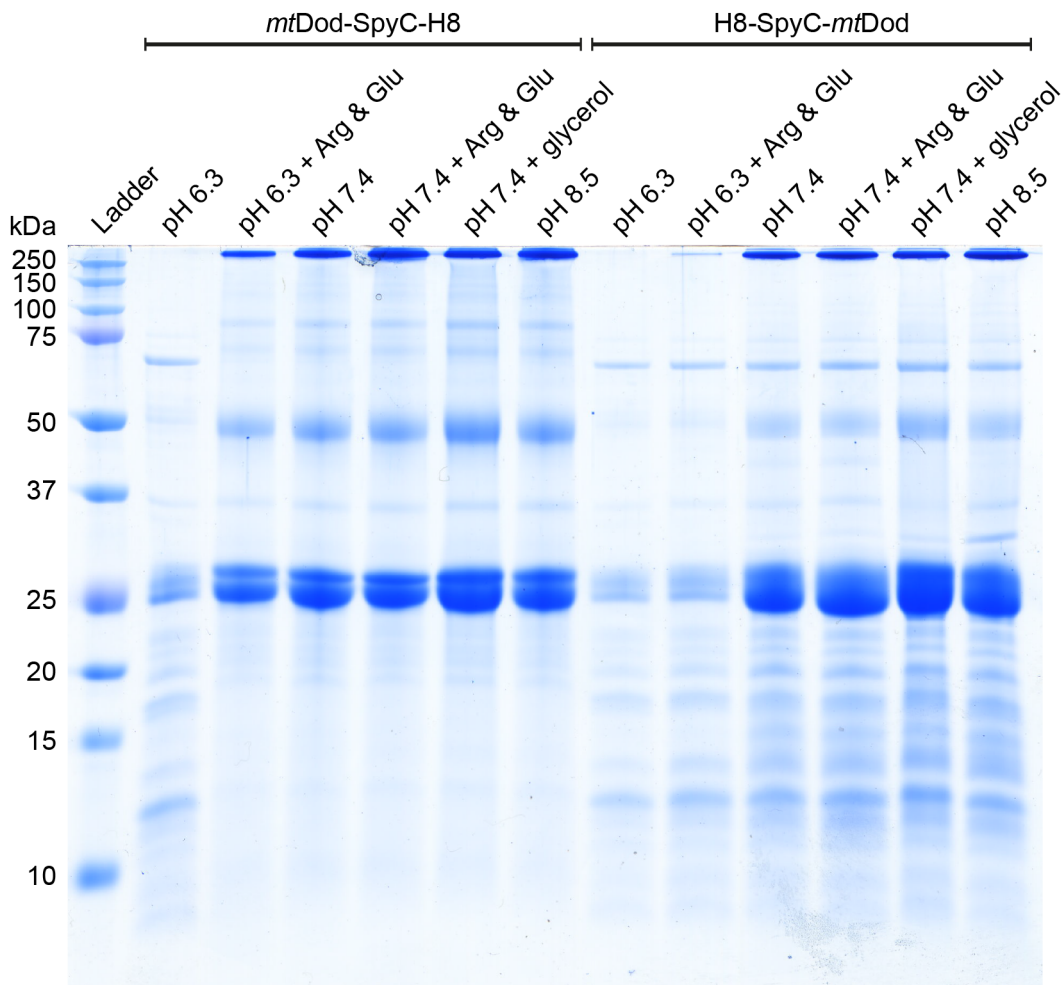 mtDod-SpyC-H8
H8-SpyC-mtDod
Ladder
pH 6.3
pH 6.3 + Arg & Glu
pH 7.4
pH 7.4 + Arg & Glu
pH 7.4 + glycerol
pH 8.5
pH 6.3
pH 6.3 + Arg & Glu
pH 7.4
pH 7.4 + Arg & Glu
pH 7.4 + glycerol
pH 8.5
kDa
250
150
100
75
50
37
25
20
15
10